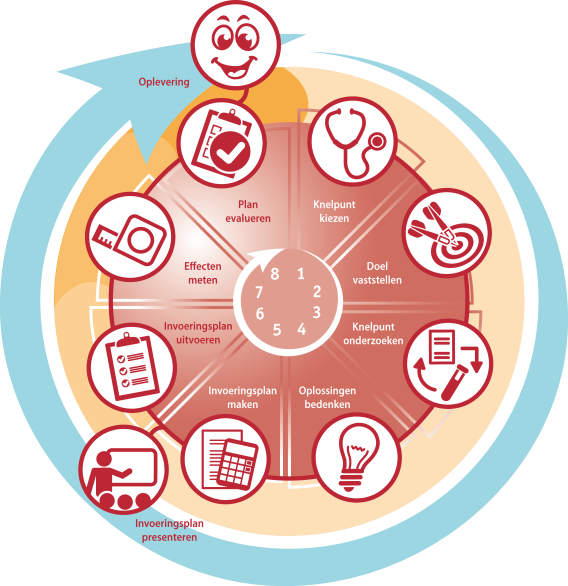 Oplevering
Plan
evalueren
Knelpunt
kiezen
Effecten
meten
Doel
vaststellen
8 1
7 2
6 3
5 4
Invoeringsplan
uitvoeren
Knelpunt
onderzoeken
Invoeringsplan
maken
Oplossingen
bedenken
Invoeringsplan
presenteren